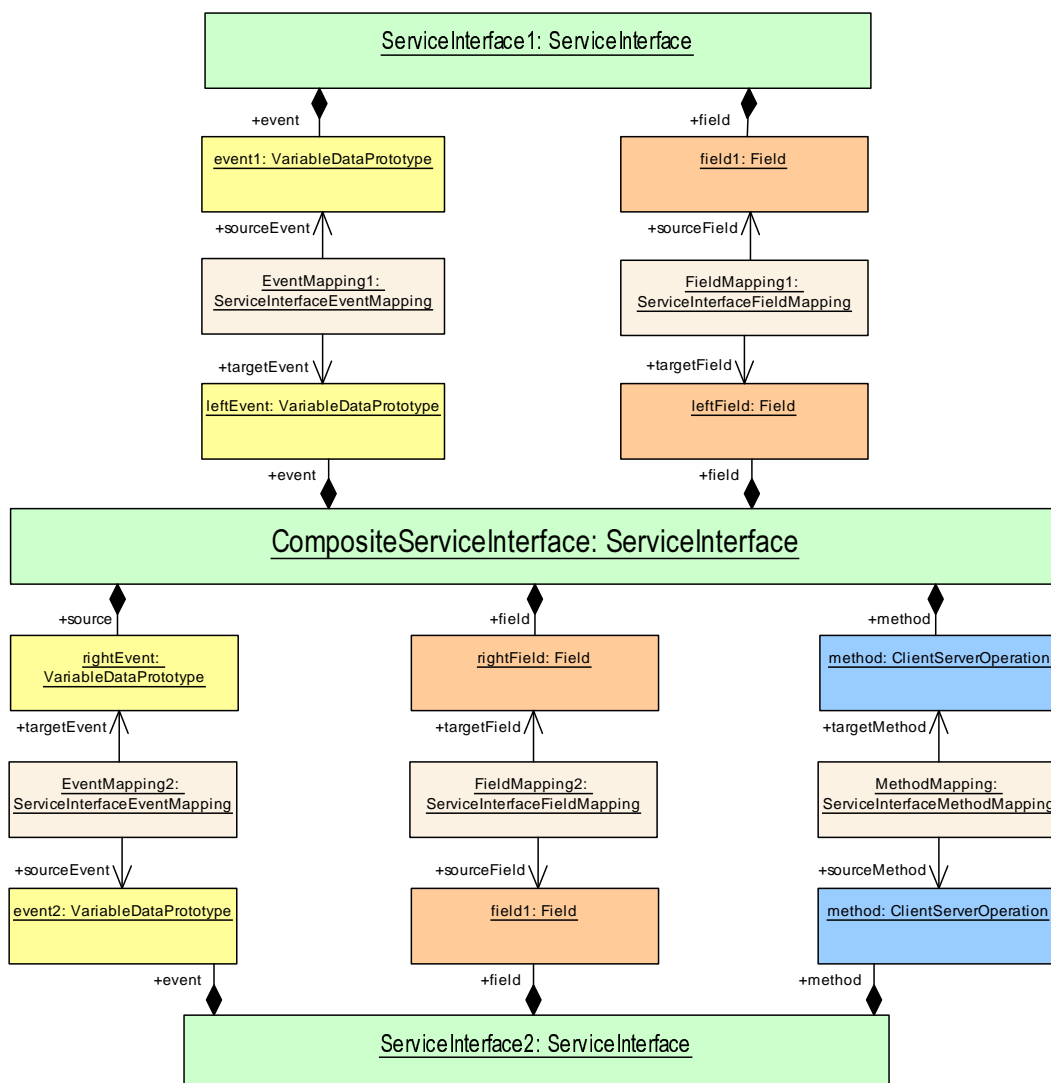 ServiceInterface1: ServiceInterface
+event
+field
event1: VariableDataPrototype
field1: Field
+sourceEvent
+sourceField
EventMapping1:
ServiceInterfaceEventMapping
FieldMapping1:
ServiceInterfaceFieldMapping
+targetEvent
+targetField
leftEvent: VariableDataPrototype
leftField: Field
+event
+field
CompositeServiceInterface: ServiceInterface
+source
+field
+method
rightEvent:
VariableDataPrototype
rightField: Field
method: ClientServerOperation
+targetEvent
+targetField
+targetMethod
EventMapping2:
ServiceInterfaceEventMapping
FieldMapping2:
ServiceInterfaceFieldMapping
MethodMapping:
ServiceInterfaceMethodMapping
+sourceEvent
+sourceField
+sourceMethod
event2: VariableDataPrototype
field1: Field
method: ClientServerOperation
+event
+field
+method
ServiceInterface2: ServiceInterface